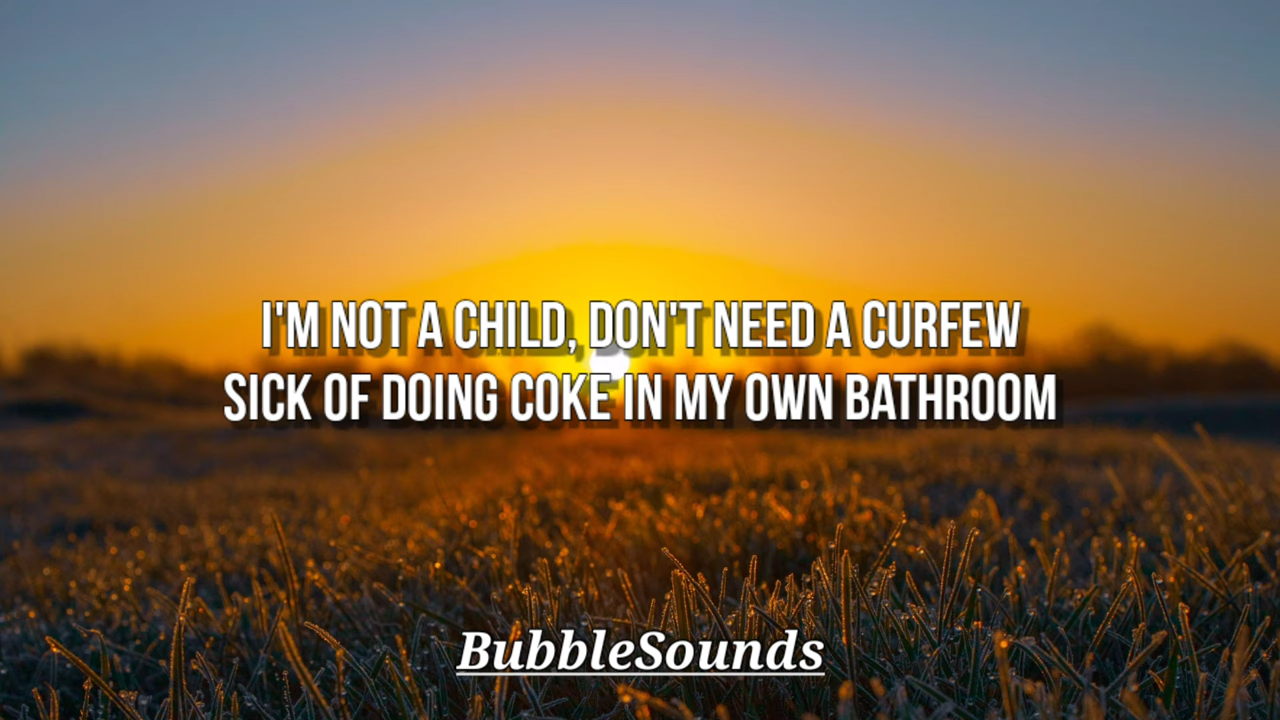 I'M NOT A CHILD, DON'T NEED A CURFEW
SICK OF DOING COKE IN MY OWN BATHROOM
BubbleSounds